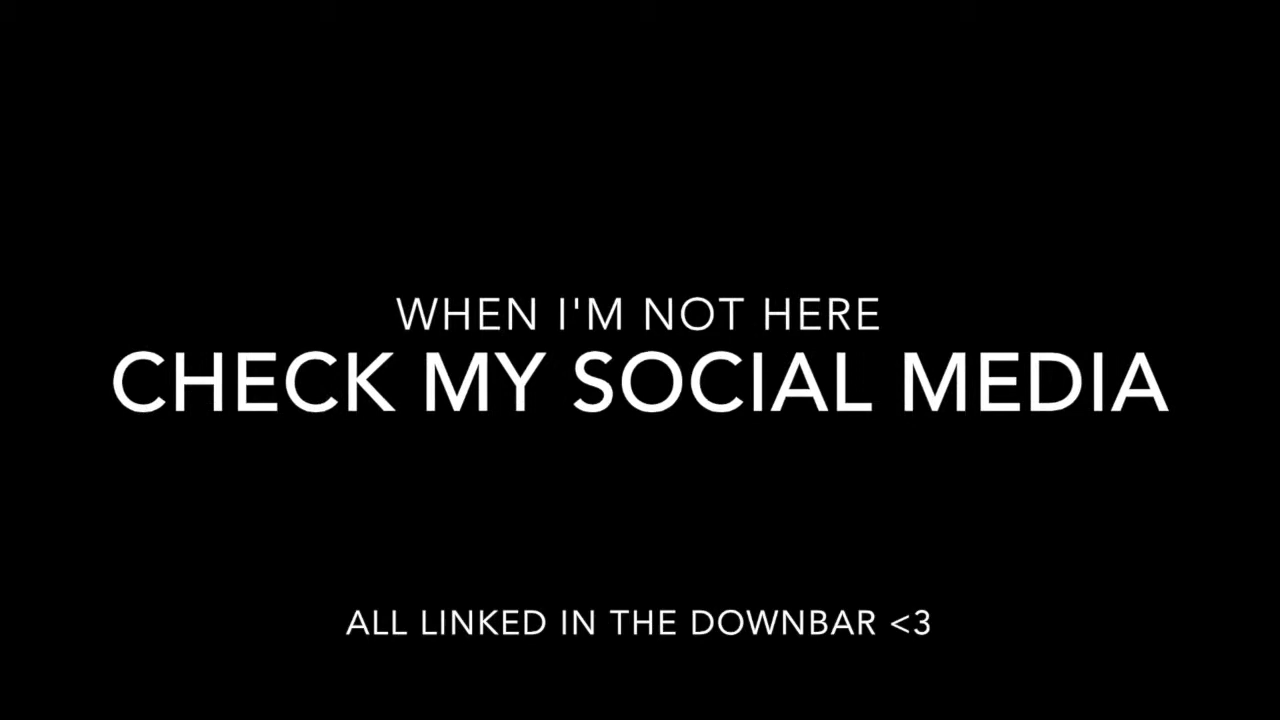 WHEN I'M NOT HERE
CHECK MY SOCIAL MEDIA
ALL LINKED IN THE DOWNBAR <3